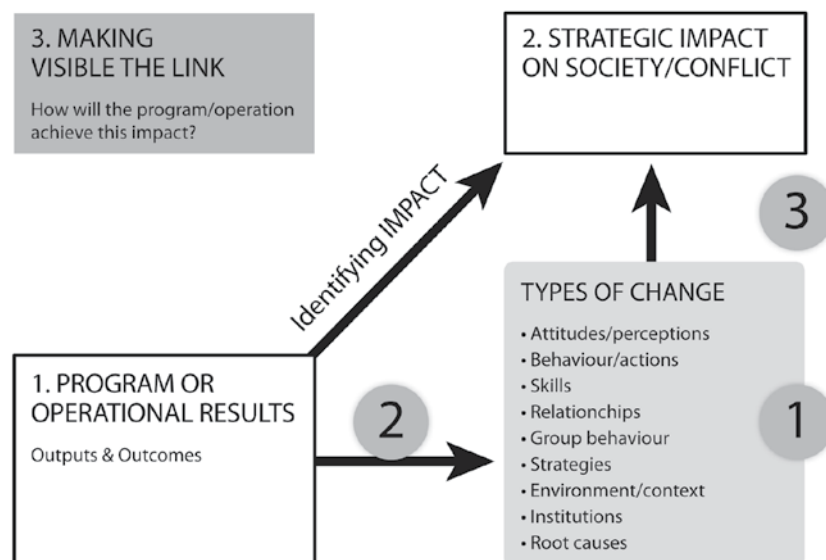 3. MAKING
VISIBLE THE LINK
How will the program/operation
achieve this impact?
2. STRATEGIC IMPACT
ON SOCIETY/CONFLICT
Identifying IMPACT
3
TYPES OF CHANGE
• Attitudes/perceptions
• Behaviour/actions
• Skills
• Relationchips
• Group behaviour
• Strategies
• Environment/context
• Institutions
• Root causes
1
1. PROGRAM OR
OPERATIONAL RESULTS
Outputs & Outcomes
2